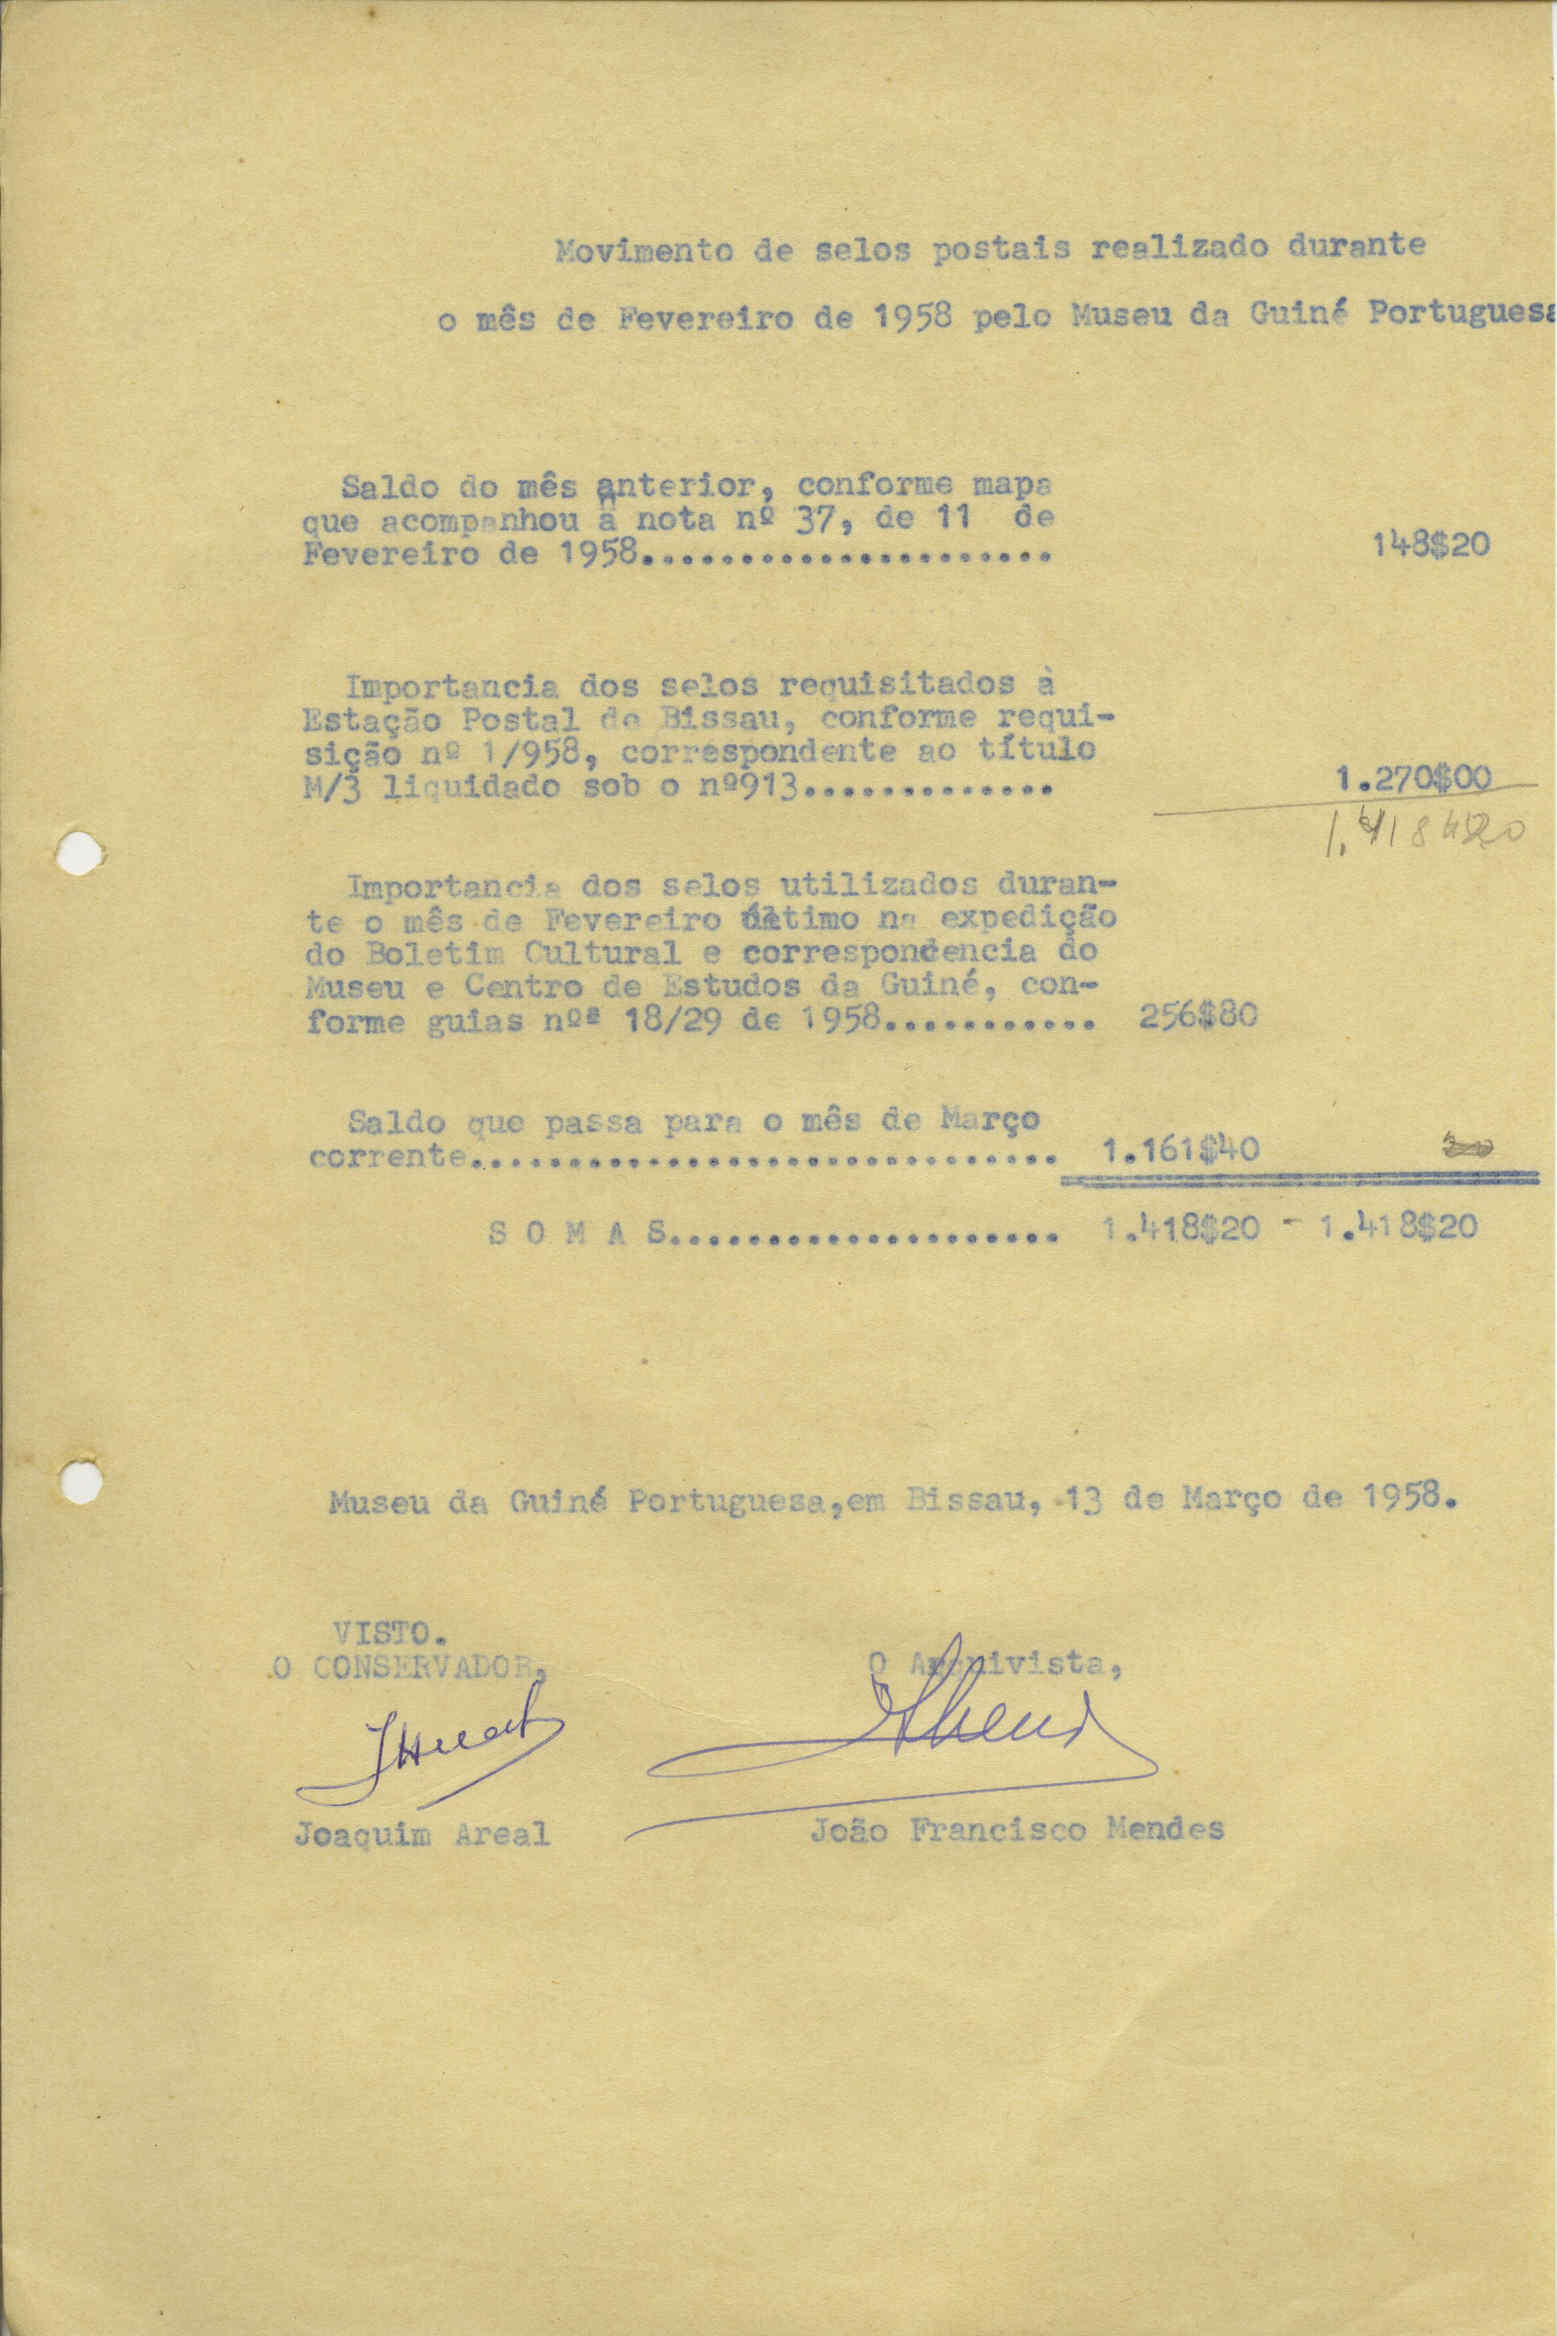 Movimento de selos postais realizado durante
o mês de Fevereiro de 1958 pelo Museu da Guiné Portuguesa
Saldo do mês anterior, conforme mapa
que acompanhou a nota nº 37, de 11 de
Fevereiro de 1958..................... 148$20
Importancia dos selos requisitados à
Estação Postal de Bissau, conforme requi-
sição nº 1/958, correspondente ao título
M/3 liquidado sob o nº913............. 1.270$00
1.418$20
Importancia dos selos utilizados duran-
te o mês de Fevereiro último na expedição
do Boletim Cultural e correspondencia do
Museu e Centro de Estudos da Guiné, con-
forme guias nºs 18/29 de 1958........... 256$80
Saldo que passa para o mês de Março
corrente.............................. 1.161$40
S O M A S.................... 1.418$20 - 1.418$20
Museu da Guiné Portuguesa,em Bissau, 13 de Março de 1958.
VISTO.
O CONSERVADOR, O Arquivista,
Joaquim Areal João Francisco Mendes